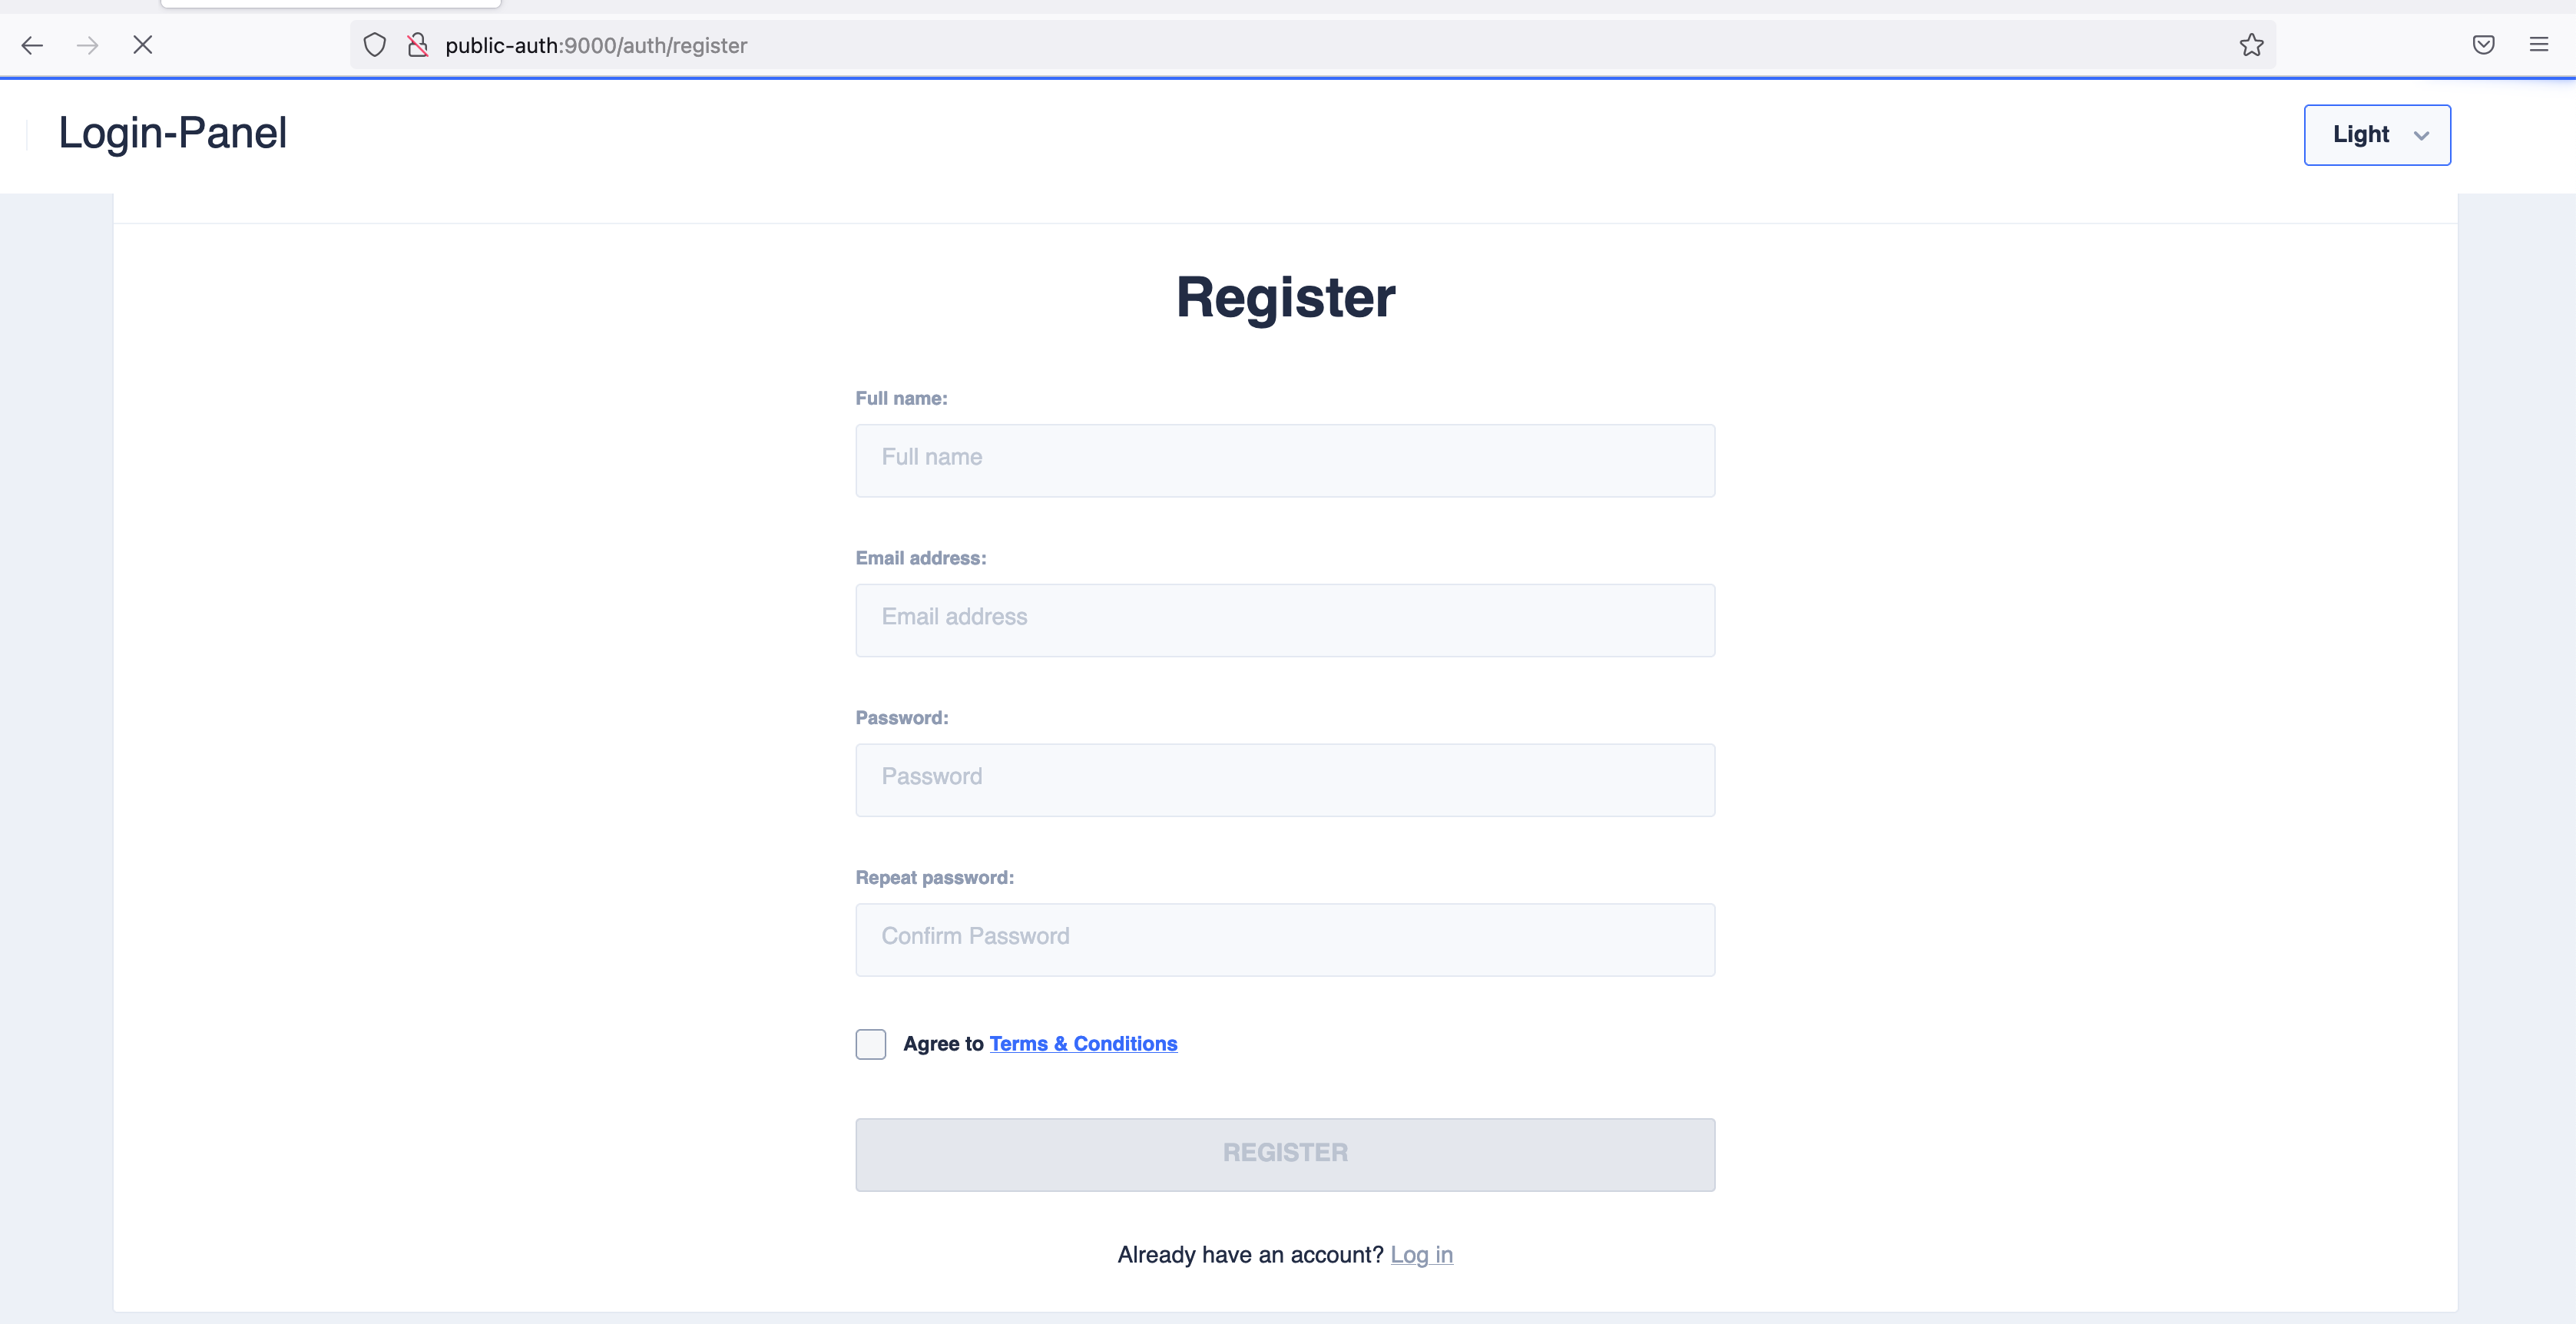 public-auth:9000/auth/register
Login-Panel
Light
Register
Full name:
Full name
Email address:
Email address
Password:
Password
Repeat password:
Confirm Password
Agree to Terms & Conditions
REGISTER
Already have an account? Log in